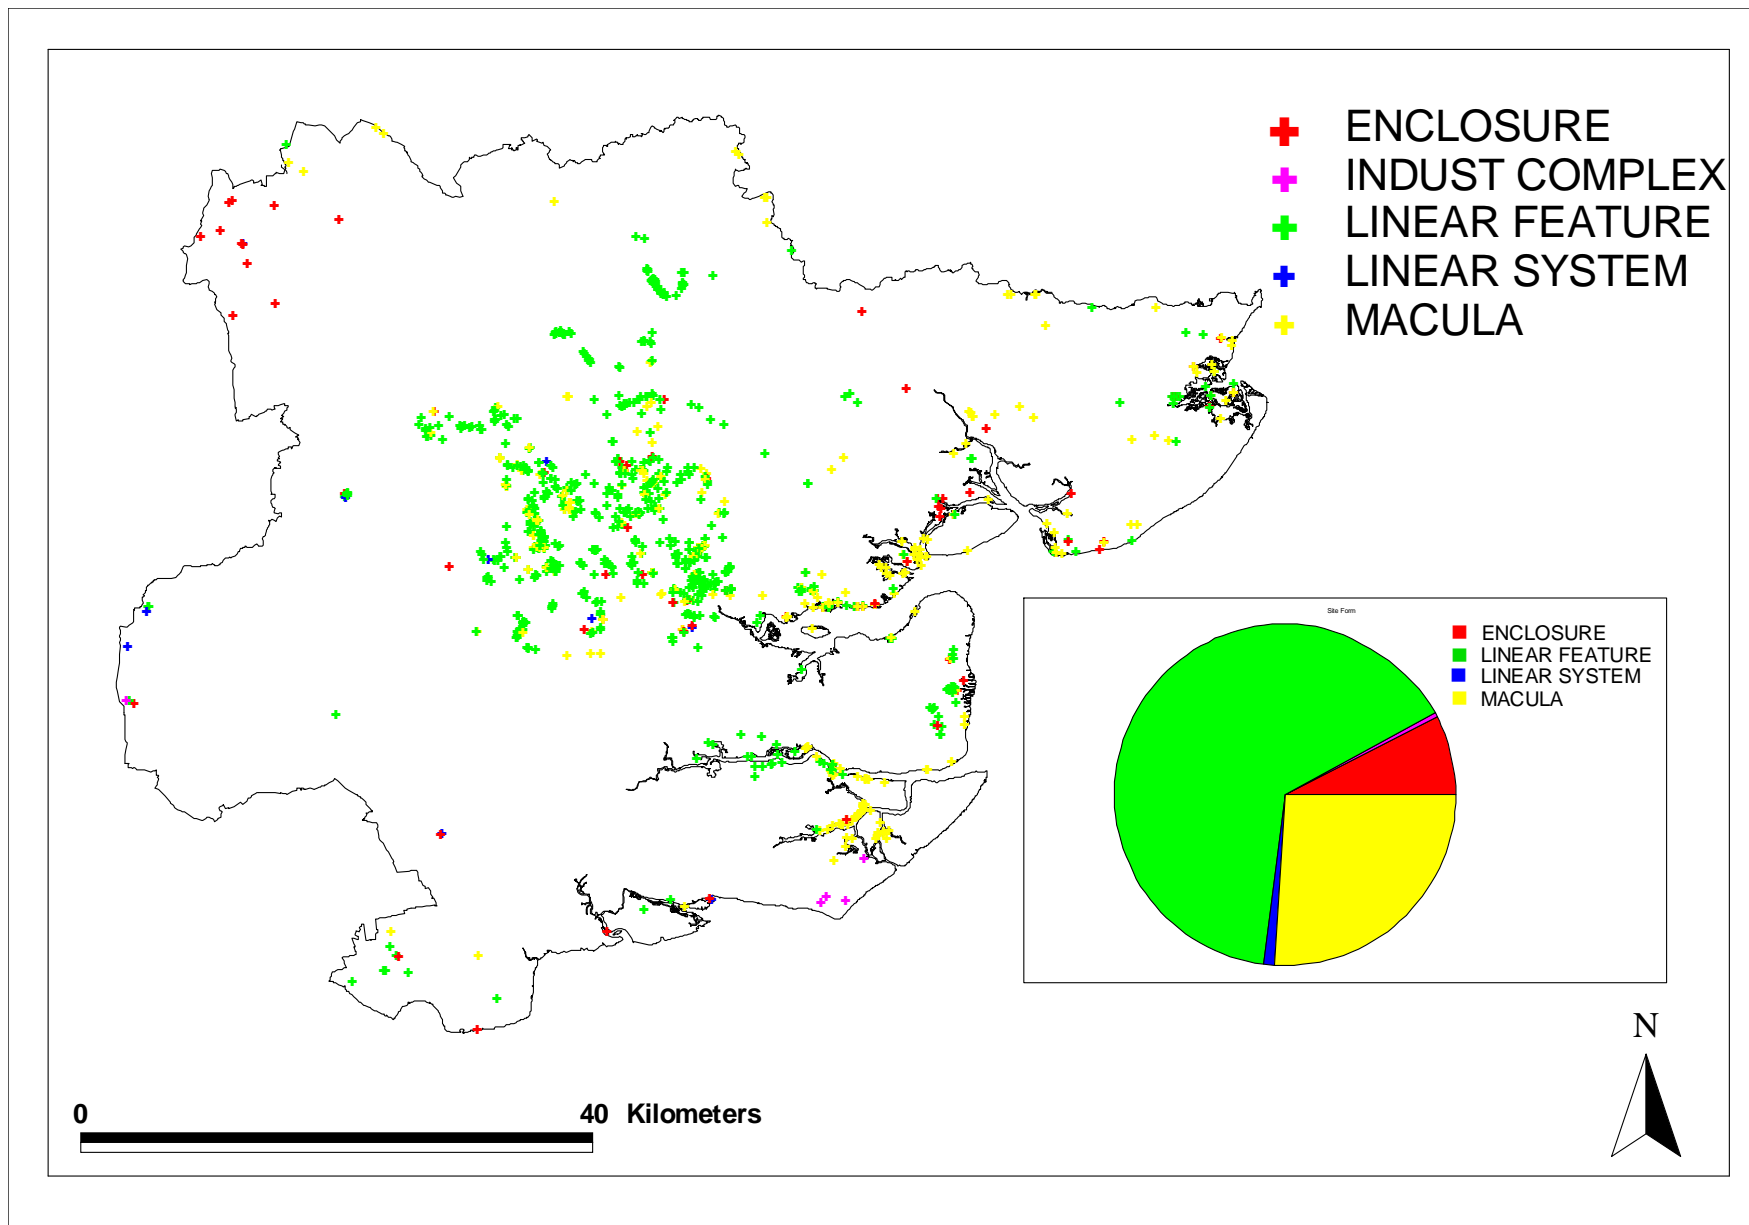 ENCLOSURE
INDUST COMPLEX
LINEAR FEATURE
LINEAR SYSTEM
MACULA
Site Form
ENCLOSURE
LINEAR FEATURE
LINEAR SYSTEM
MACULA
N
0 40 Kilometers